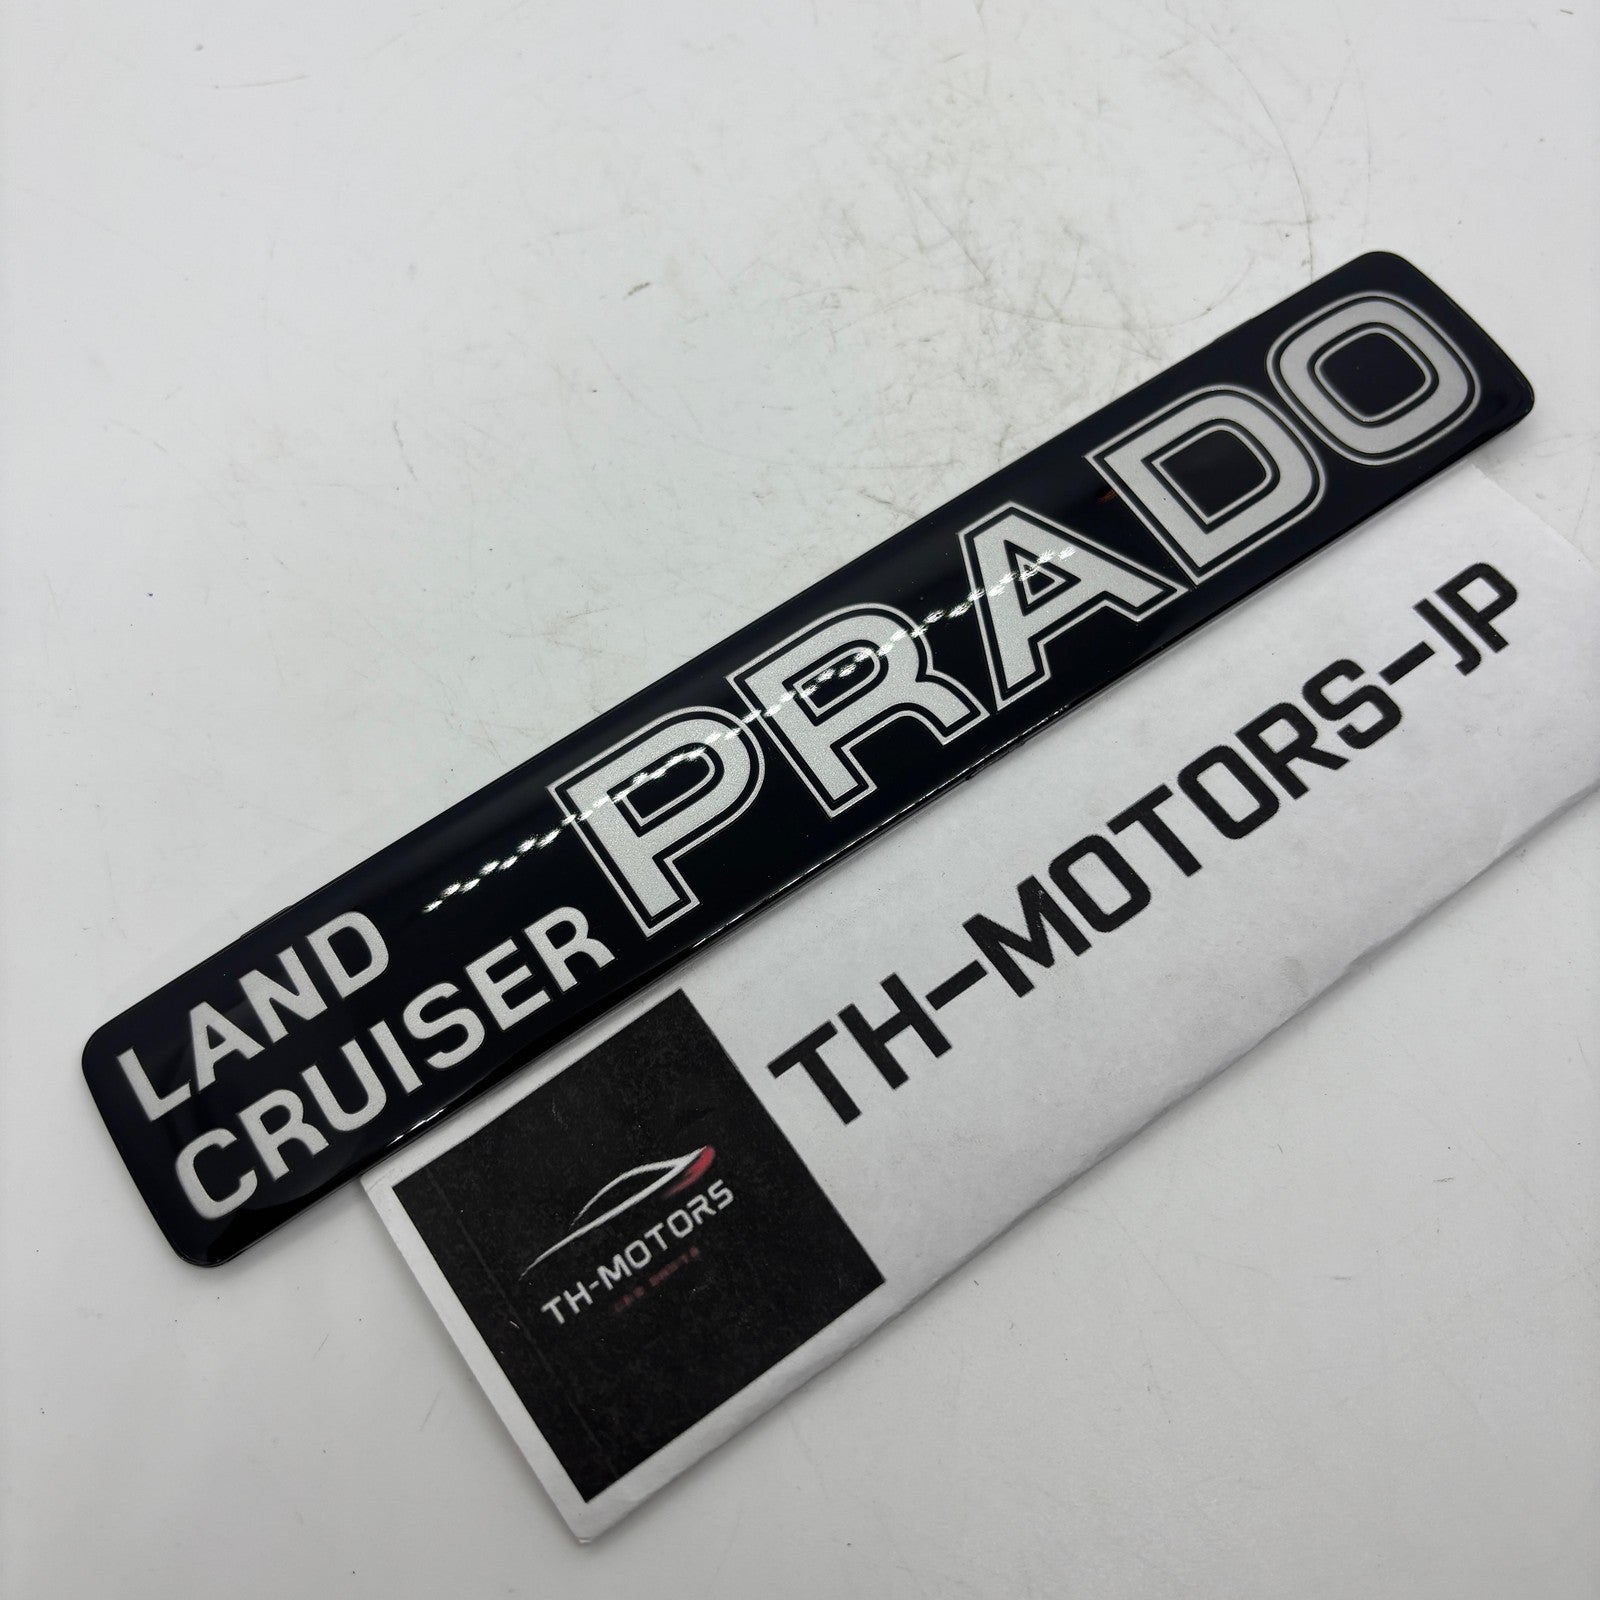 LAND
CRUISER PRADO
TH-MOTORS-JP
TH-MOTORS